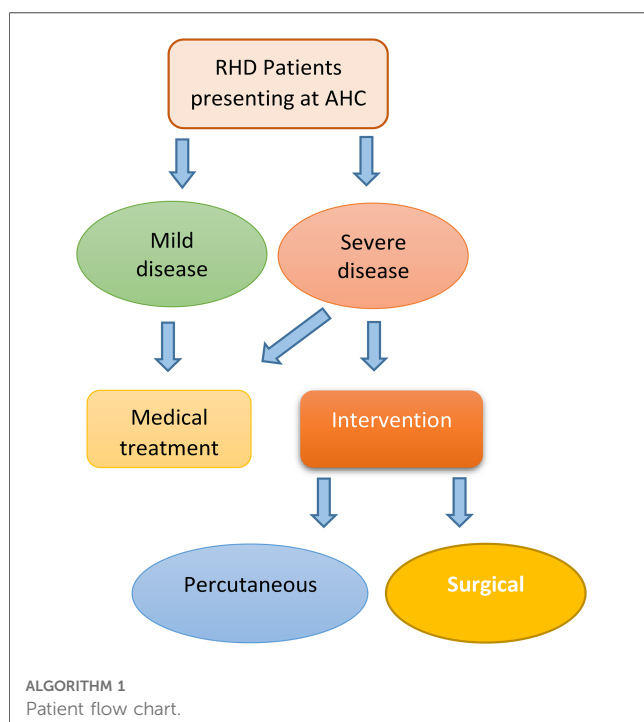 RHD Patients
presenting at AHC
Mild
disease
Severe
disease
Medical
treatment
Intervention
Percutaneous
Surgical
ALGORITHM 1
Patient flow chart.